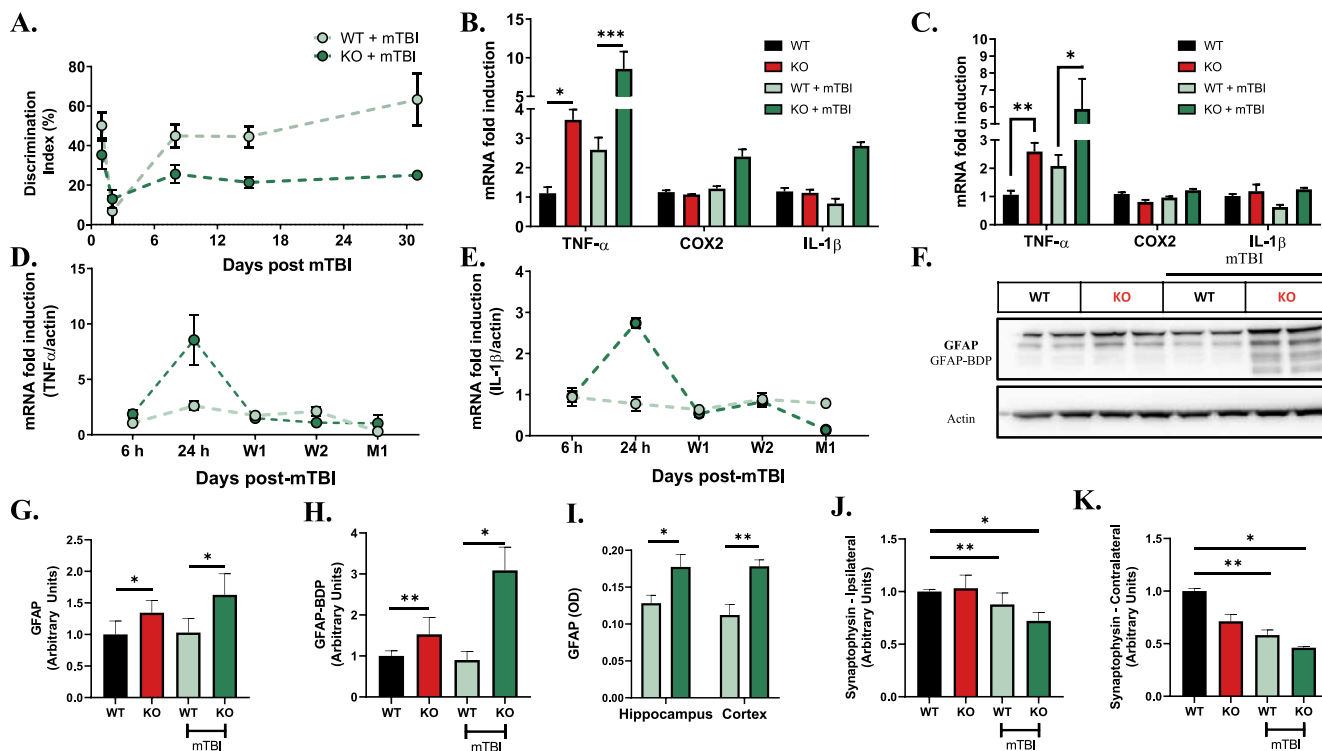 A.
WT + mTBI
KO + mTBI
Discrimination
Index (%)
80
60
40
20
0
0 6 12 18 24 30
Days post mTBI
B.
mRNA fold induction
15
10
5
4
3
2
1
0
* ***
WT
KO
WT + mTBI
KO + mTBI
TNF-α COX2 IL-1β
C.
mRNA fold induction
10
8
6
4
3
2
1
0
** *
WT
KO
WT + mTBI
KO + mTBI
TNF-α COX2 IL-1β
D.
mRNA fold induction
(TNFα/actin)
15
10
5
0
6 h 24 h W1 W2 M1
Days post-mTBI
E.
mRNA fold induction
(IL-1β/actin)
4
3
2
1
0
6 h 24 h W1 W2 M1
Days post-mTBI
F.
mTBI
WT KO WT KO
GFAP
GFAP-BDP
Actin
G.
GFAP
(Arbitrary Units)
2.0
1.5
1.0
0.5
0.0
* *
WT KO WT KO
mTBI
H.
GFAP-BDP
(Arbitrary Units)
4
3
2
1
0
** *
WT KO WT KO
mTBI
I.
GFAP (OD)
0.20
0.15
0.10
0.05
0.00
* **
Hippocampus Cortex
J.
Synaptophysin - Ipsilateral
(Arbitrary Units)
1.5
1.0
0.5
0.0
*
**
WT KO WT KO
mTBI
K.
Synaptophysin - Contralateral
(Arbitrary Units)
1.5
1.0
0.5
0.0
*
**
WT KO WT KO
mTBI